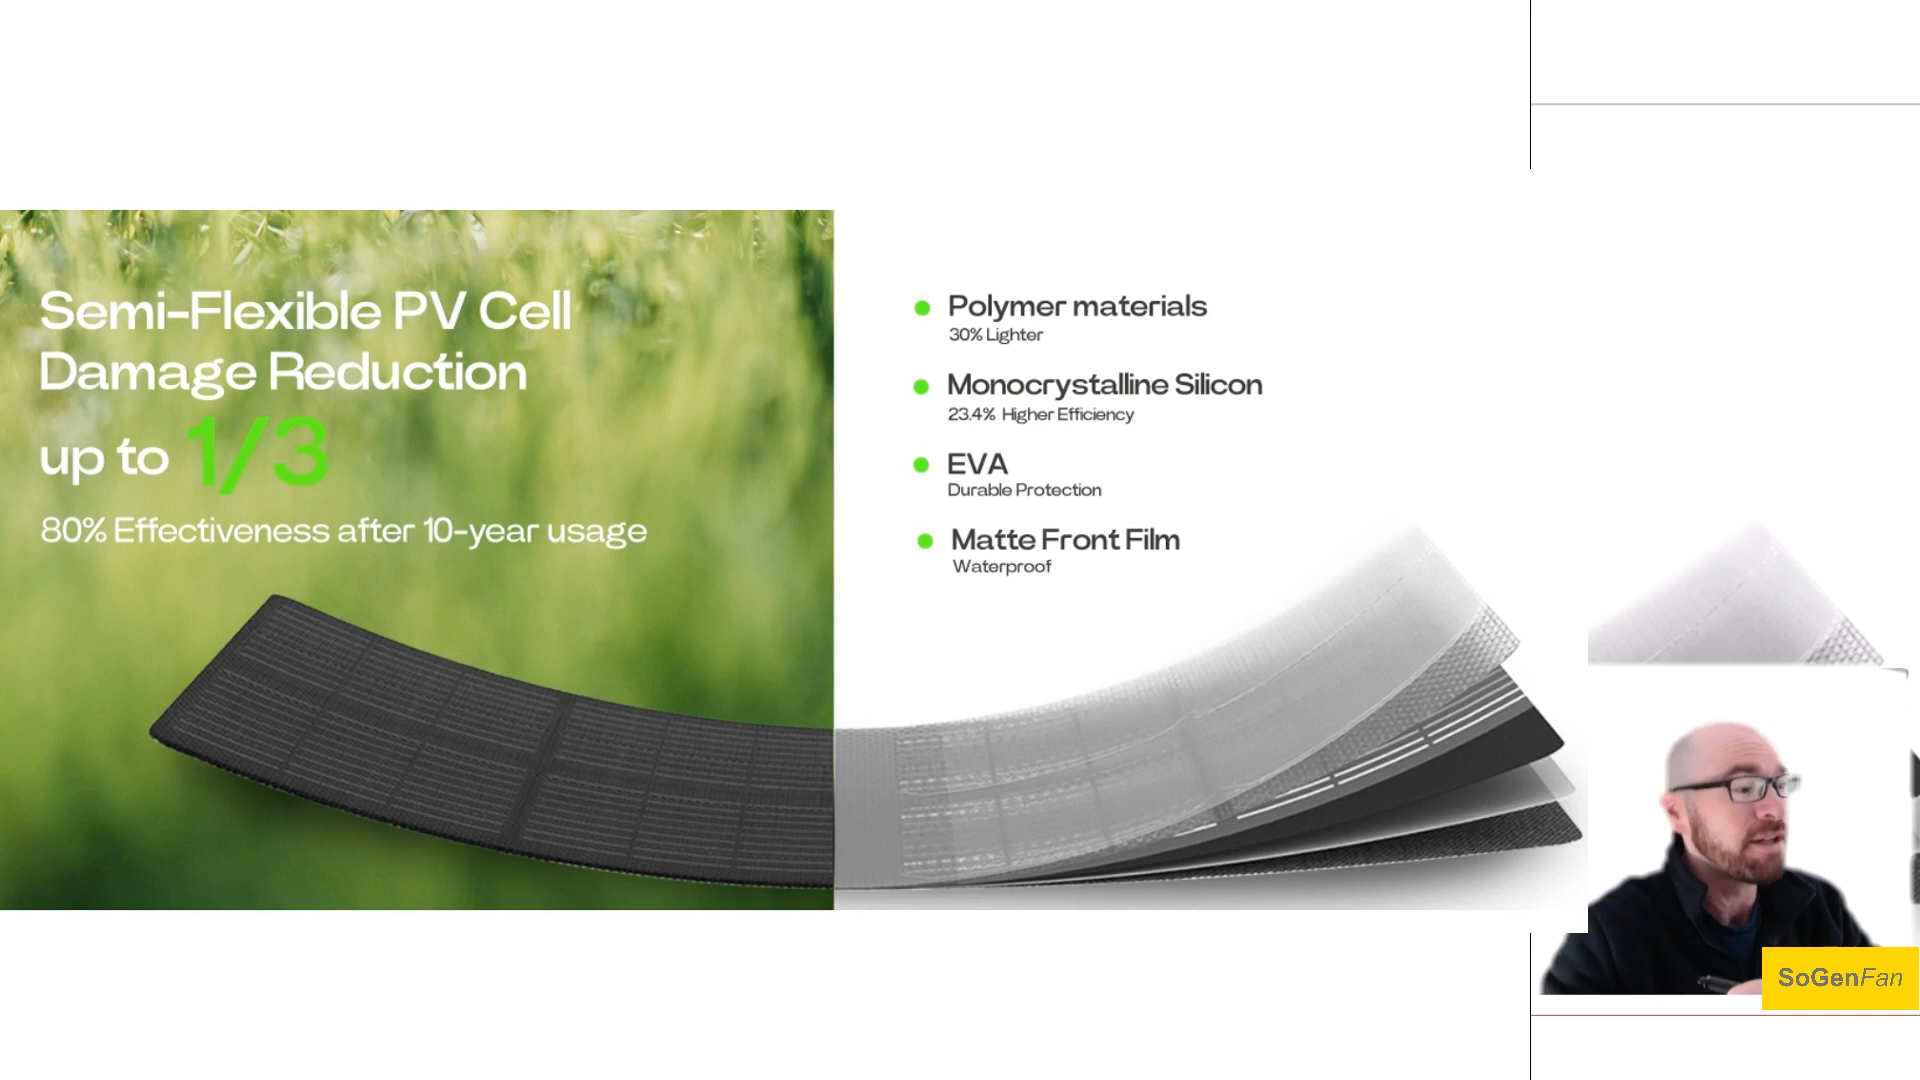 Semi-Flexible PV Cell
Damage Reduction
up to 1/3
80% Effectiveness after 10-year usage
Polymer materials
30% Lighter
Monocrystalline Silicon
23.4% Higher Efficiency
EVA
Durable Protection
Matte Front Film
Waterproof
SoGenFan